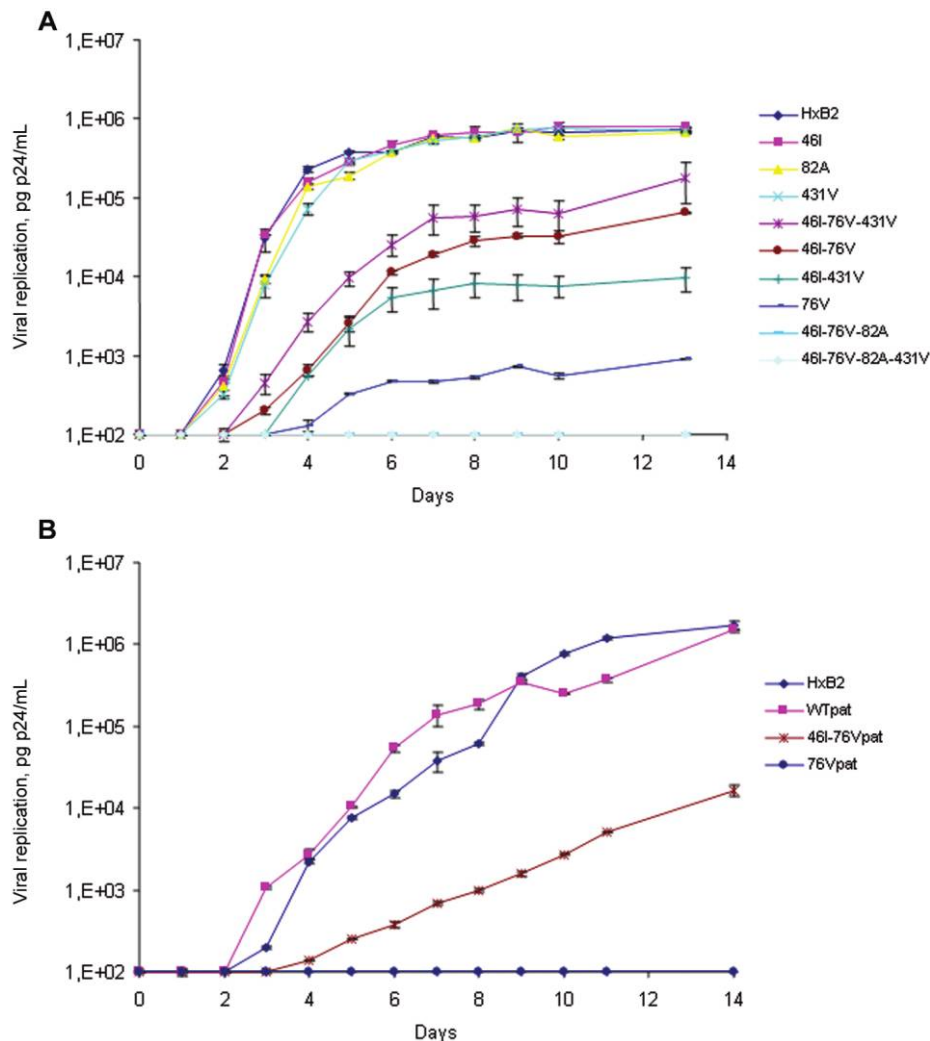 A
Viral replication, pg p24/mL
1,E+07
1,E+06
1,E+05
1,E+04
1,E+03
1,E+02
0 2 4 6 8 10 12 14
Days
HxB2
46I
82A
431V
46I-76V-431V
46I-76V
46I-431V
76V
46I-76V-82A
46I-76V-82A-431V
B
Viral replication, pg p24/mL
1,E+07
1,E+06
1,E+05
1,E+04
1,E+03
1,E+02
0 2 4 6 8 10 12 14
Days
HxB2
WTpat
46I-76Vpat
76Vpat